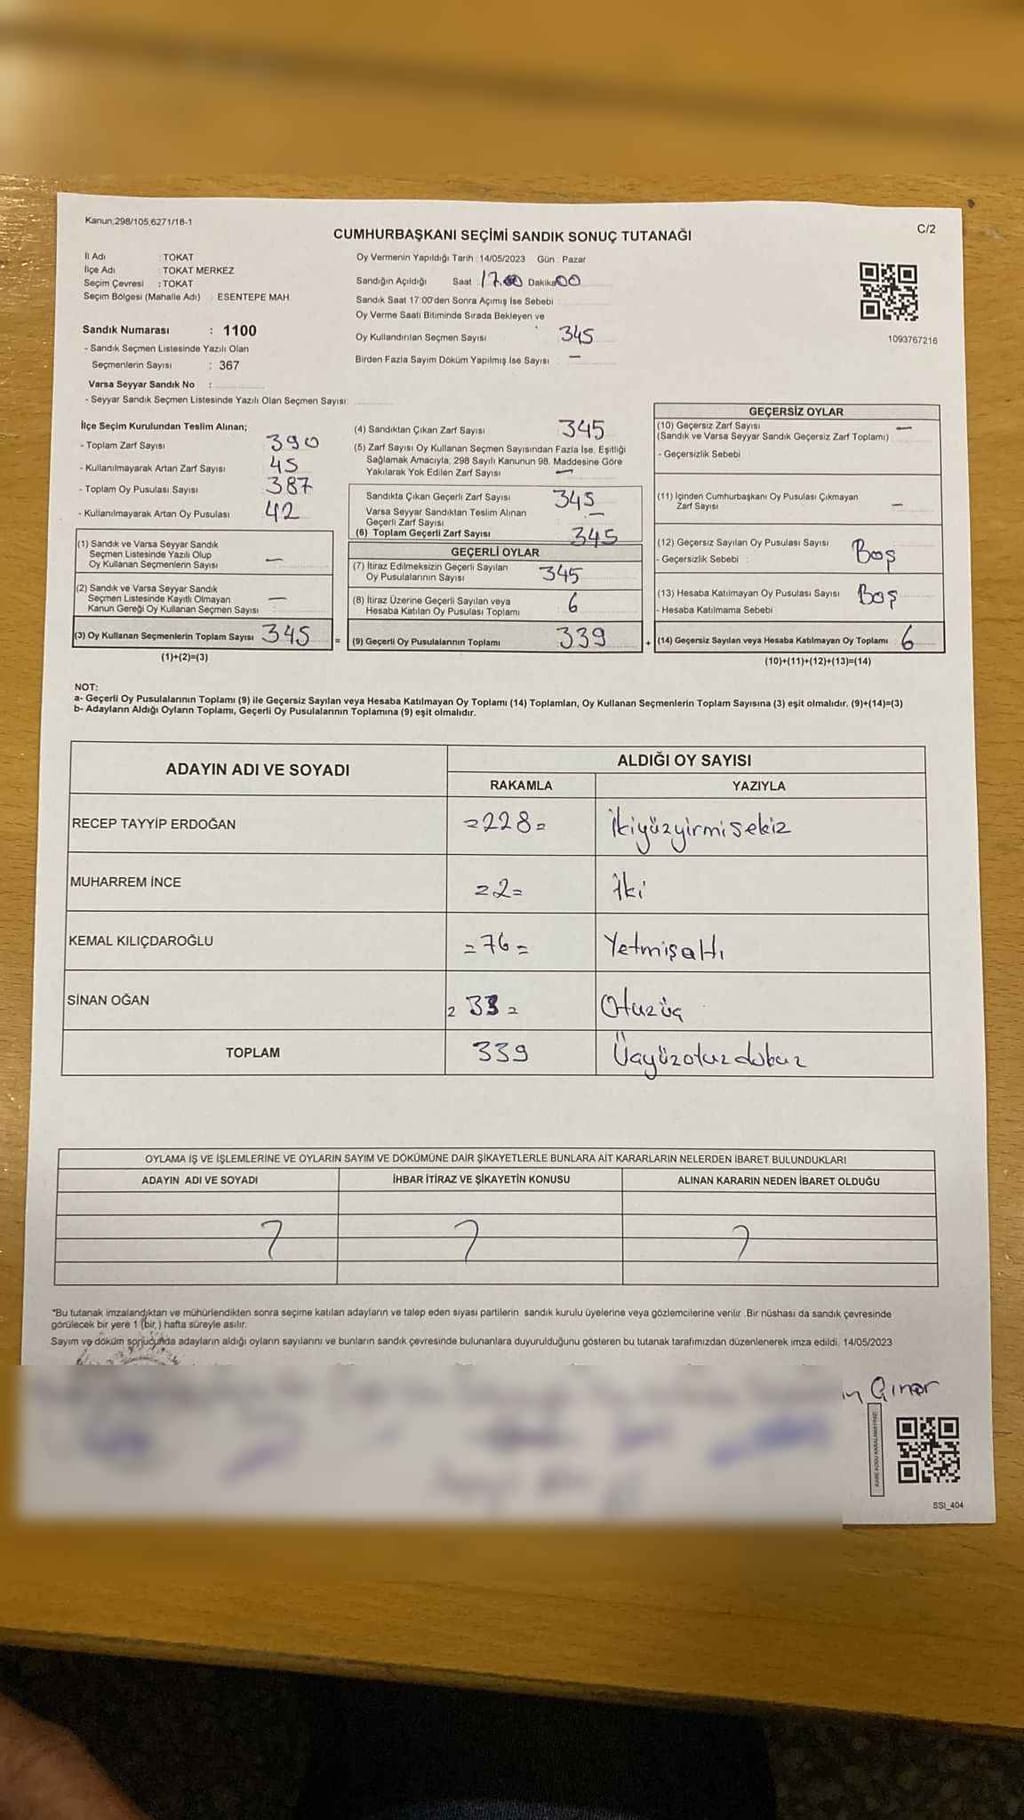 Kanun.298/105,6271/18-1
C/2
CUMHURBAŞKANI SEÇİMİ SANDIK SONUÇ TUTANAĞI
İl Adı : TOKAT
İlçe Adı : TOKAT MERKEZ
Seçim Çevresi : TOKAT
Seçim Bölgesi (Mahalle Adı) : ESENTEPE MAH.
Sandık Numarası : 1100
- Sandık Seçmen Listesinde Yazılı Olan
Seçmenlerin Sayısı : 367
Varsa Seyyar Sandık No :
- Seyyar Sandık Seçmen Listesinde Yazılı Olan Seçmen Sayısı:
Oy Vermenin Yapıldığı Tarih : 14/05/2023 Gün : Pazar
Sandığın Açıldığı Saat 17.00 Dakika 00
Sandık Saat 17:00'den Sonra Açımış İse Sebebi
Oy Verme Saati Bitiminde Sırada Bekleyen ve
Oy Kullandırılan Seçmen Sayısı 345
Birden Fazla Sayım Döküm Yapılmış İse Sayısı —
1093767216
İlçe Seçim Kurulundan Teslim Alınan;
- Toplam Zarf Sayısı 390
- Kullanılmayarak Artan Zarf Sayısı 45
- Toplam Oy Pusulası Sayısı 387
- Kullanılmayarak Artan Oy Pusulası 42
(1) Sandık ve Varsa Seyyar Sandık
Seçmen Listesinde Yazılı Olup
Oy Kullanan Seçmenlerin Sayısı —
(2) Sandık ve Varsa Seyyar Sandık
Seçmen Listesinde Kayıtlı Olmayan
Kanun Gereği Oy Kullanan Seçmen Sayısı —
(3) Oy Kullanan Seçmenlerin Toplam Sayısı 345 =
(1)+(2)=(3)
(4) Sandıktan Çıkan Zarf Sayısı 345
(5) Zarf Sayısı Oy Kullanan Seçmen Sayısından Fazla İse, Eşitliği
Sağlamak Amacıyla, 298 Sayılı Kanunun 98. Maddesine Göre
Yakılarak Yok Edilen Zarf Sayısı —
Sandıkta Çıkan Geçerli Zarf Sayısı 345
Varsa Seyyar Sandıktan Teslim Alınan
Geçerli Zarf Sayısı —
(6) Toplam Geçerli Zarf Sayısı 345
GEÇERLİ OYLAR
(7) İtiraz Edilmeksizin Geçerli Sayılan
Oy Pusulalarının Sayısı 345
(8) İtiraz Üzerine Geçerli Sayılan veya
Hesaba Katılan Oy Pusulası Toplamı 6
(9) Geçerli Oy Pusulalarının Toplamı 339 +
GEÇERSİZ OYLAR
(10) Geçersiz Zarf Sayısı —
(Sandık ve Varsa Seyyar Sandık Geçersiz Zarf Toplamı)
- Geçersizlik Sebebi
(11) İçinden Cumhurbaşkanı Oy Pusulası Çıkmayan
Zarf Sayısı —
(12) Geçersiz Sayılan Oy Pusulası Sayısı Boş
- Geçersizlik Sebebi :
(13) Hesaba Katılmayan Oy Pusulası Sayısı Boş
- Hesaba Katılmama Sebebi
(14) Geçersiz Sayılan veya Hesaba Katılmayan Oy Toplamı 6
(10)+(11)+(12)+(13)=(14)
NOT:
a- Geçerli Oy Pusulalarının Toplamı (9) ile Geçersiz Sayılan veya Hesaba Katılmayan Oy Toplamı (14) Toplamları, Oy Kullanan Seçmenlerin Toplam Sayısına (3) eşit olmalıdır. (9)+(14)=(3)
b- Adayların Aldığı Oyların Toplamı, Geçerli Oy Pusulalarının Toplamına (9) eşit olmalıdır.
ADAYIN ADI VE SOYADI ALDIĞI OY SAYISI
RAKAMLA YAZIYLA
RECEP TAYYİP ERDOĞAN =228= İkiyüzyirmisekiz
MUHARREM İNCE =2= İki
KEMAL KILIÇDAROĞLU =76= Yetmişaltı
SİNAN OĞAN = 33 = Otuzüç
TOPLAM 339 Üçyüzotuzdokuz
OYLAMA İŞ VE İŞLEMLERİNE VE OYLARIN SAYIM VE DÖKÜMÜNE DAİR ŞİKAYETLERLE BUNLARA AİT KARARLARIN NELERDEN İBARET BULUNDUKLARI
ADAYIN ADI VE SOYADI İHBAR İTİRAZ VE ŞİKAYETİN KONUSU ALINAN KARARIN NEDEN İBARET OLDUĞU
*Bu tutanak imzalandıktan ve mühürlendikten sonra seçime katılan adayların ve talep eden siyasi partilerin sandık kurulu üyelerine veya gözlemcilerine verilir. Bir nüshası da sandık çevresinde
görülecek bir yere 1 (bir) hafta süreyle asılır.
Sayım ve döküm sonucunda adayların aldığı oyların sayılarını ve bunların sandık çevresinde bulunanlara duyurulduğunu gösteren bu tutanak tarafımızdan düzenlenerek imza edildi. 14/05/2023
Çınar
SSI_404